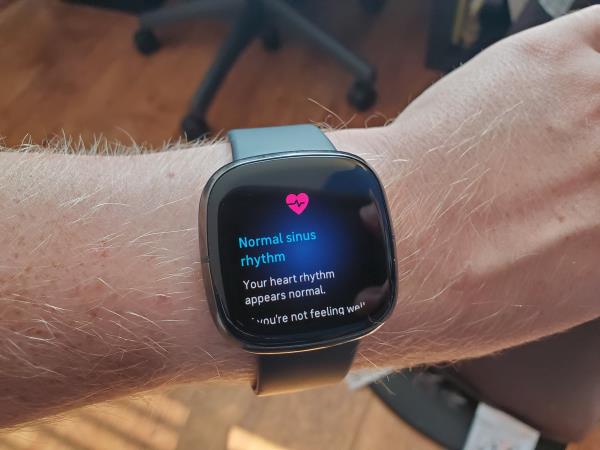 Normal sinus
rhythm
Your heart rhythm
appears normal.
you're not feeling well